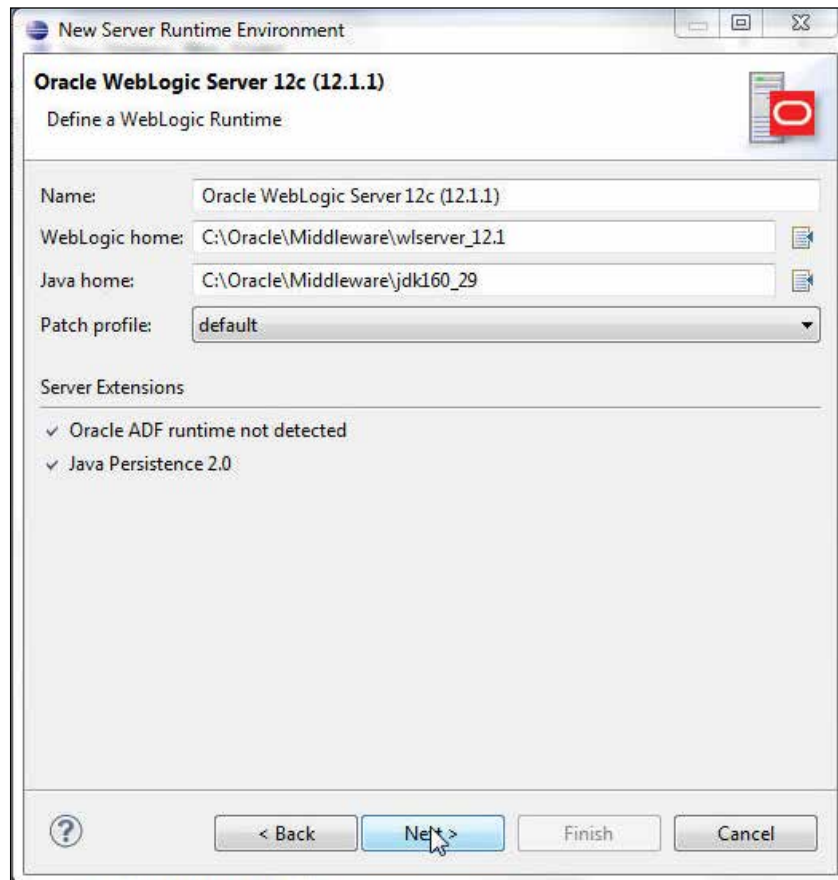 New Server Runtime Environment
Oracle WebLogic Server 12c (12.1.1)
Define a WebLogic Runtime
Name: Oracle WebLogic Server 12c (12.1.1)
WebLogic home: C:\Oracle\Middleware\wlserver_12.1
Java home: C:\Oracle\Middleware\jdk160_29
Patch profile: default
Server Extensions
Oracle ADF runtime not detected
Java Persistence 2.0
? < Back Next > Finish Cancel